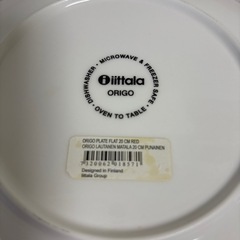 DISHWASHER • MICROWAVE & FREEZER SAFE • OVEN TO TABLE •
iittala
ORIGO
ORIGO PLATE FLAT 20 CM RED
ORIGO LAUTANEN MATALA 20 CM PUNAINEN
Designed in Finland
iittala Group